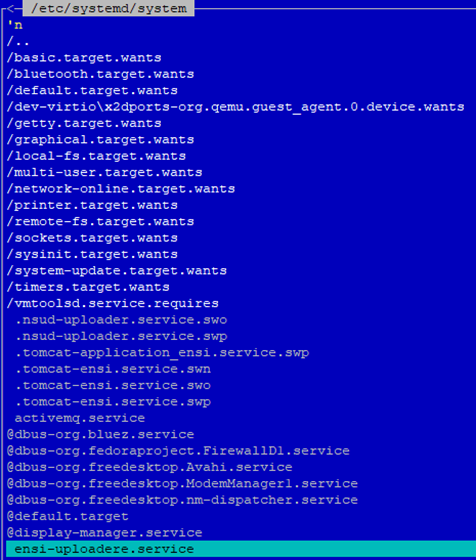 <- /etc/systemd/system
'n
/..
/basic.target.wants
/bluetooth.target.wants
/default.target.wants
/dev-virtio\x2dports-org.qemu.guest_agent.0.device.wants
/getty.target.wants
/graphical.target.wants
/local-fs.target.wants
/multi-user.target.wants
/network-online.target.wants
/printer.target.wants
/remote-fs.target.wants
/sockets.target.wants
/sysinit.target.wants
/system-update.target.wants
/timers.target.wants
/vmtoolsd.service.requires
.nsud-uploader.service.swo
.nsud-uploader.service.swp
.tomcat-application_ensi.service.swp
.tomcat-ensi.service.swn
.tomcat-ensi.service.swo
.tomcat-ensi.service.swp
activemq.service
@dbus-org.bluez.service
@dbus-org.fedoraproject.FirewallD1.service
@dbus-org.freedesktop.Avahi.service
@dbus-org.freedesktop.ModemManager1.service
@dbus-org.freedesktop.nm-dispatcher.service
@default.target
@display-manager.service
ensi-uploadere.service